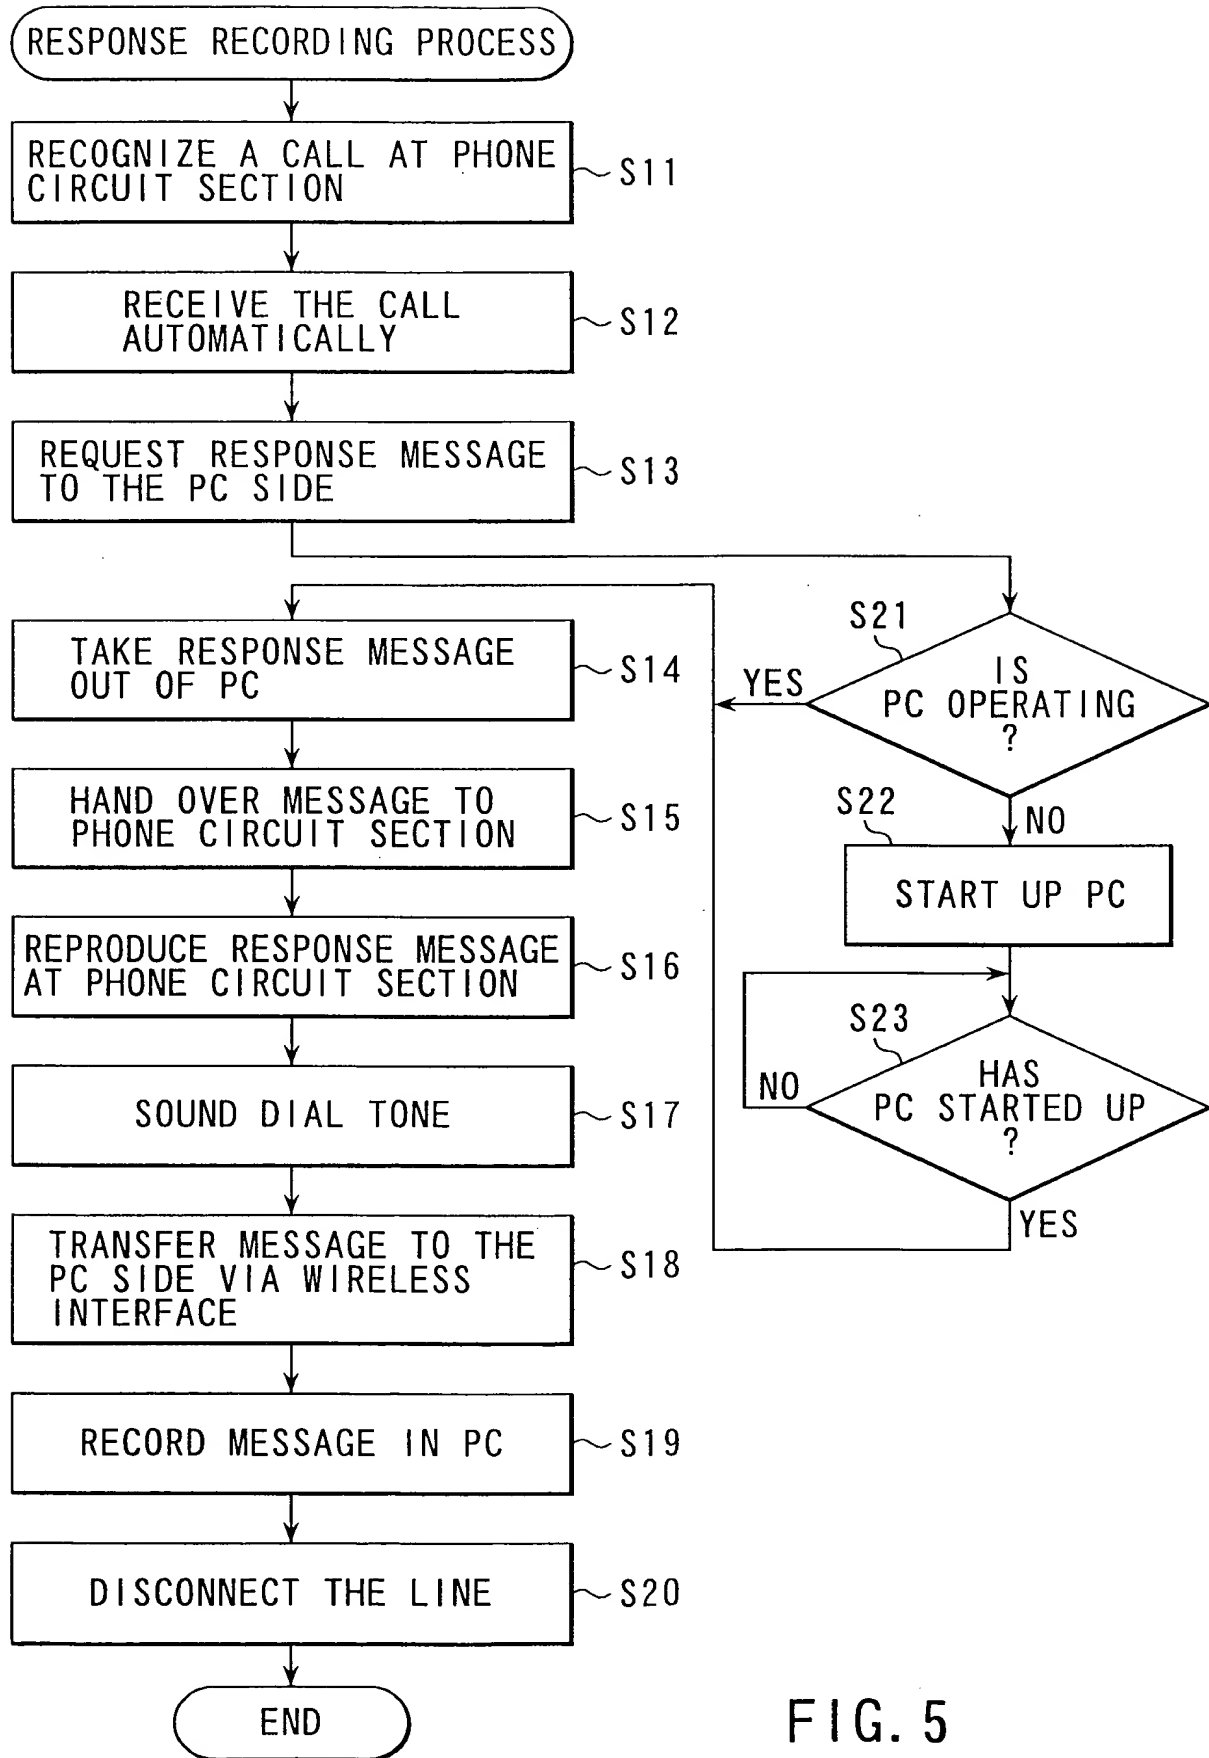 RESPONSE RECORDING PROCESS
RECOGNIZE A CALL AT PHONE
CIRCUIT SECTION
S11
RECEIVE THE CALL
AUTOMATICALLY
S12
REQUEST RESPONSE MESSAGE
TO THE PC SIDE
S13
S21
IS
PC OPERATING
?
YES
NO
S22
START UP PC
S23
HAS
PC STARTED UP
?
NO
YES
TAKE RESPONSE MESSAGE
OUT OF PC
S14
HAND OVER MESSAGE TO
PHONE CIRCUIT SECTION
S15
REPRODUCE RESPONSE MESSAGE
AT PHONE CIRCUIT SECTION
S16
SOUND DIAL TONE
S17
TRANSFER MESSAGE TO THE
PC SIDE VIA WIRELESS
INTERFACE
S18
RECORD MESSAGE IN PC
S19
DISCONNECT THE LINE
S20
END
FIG. 5